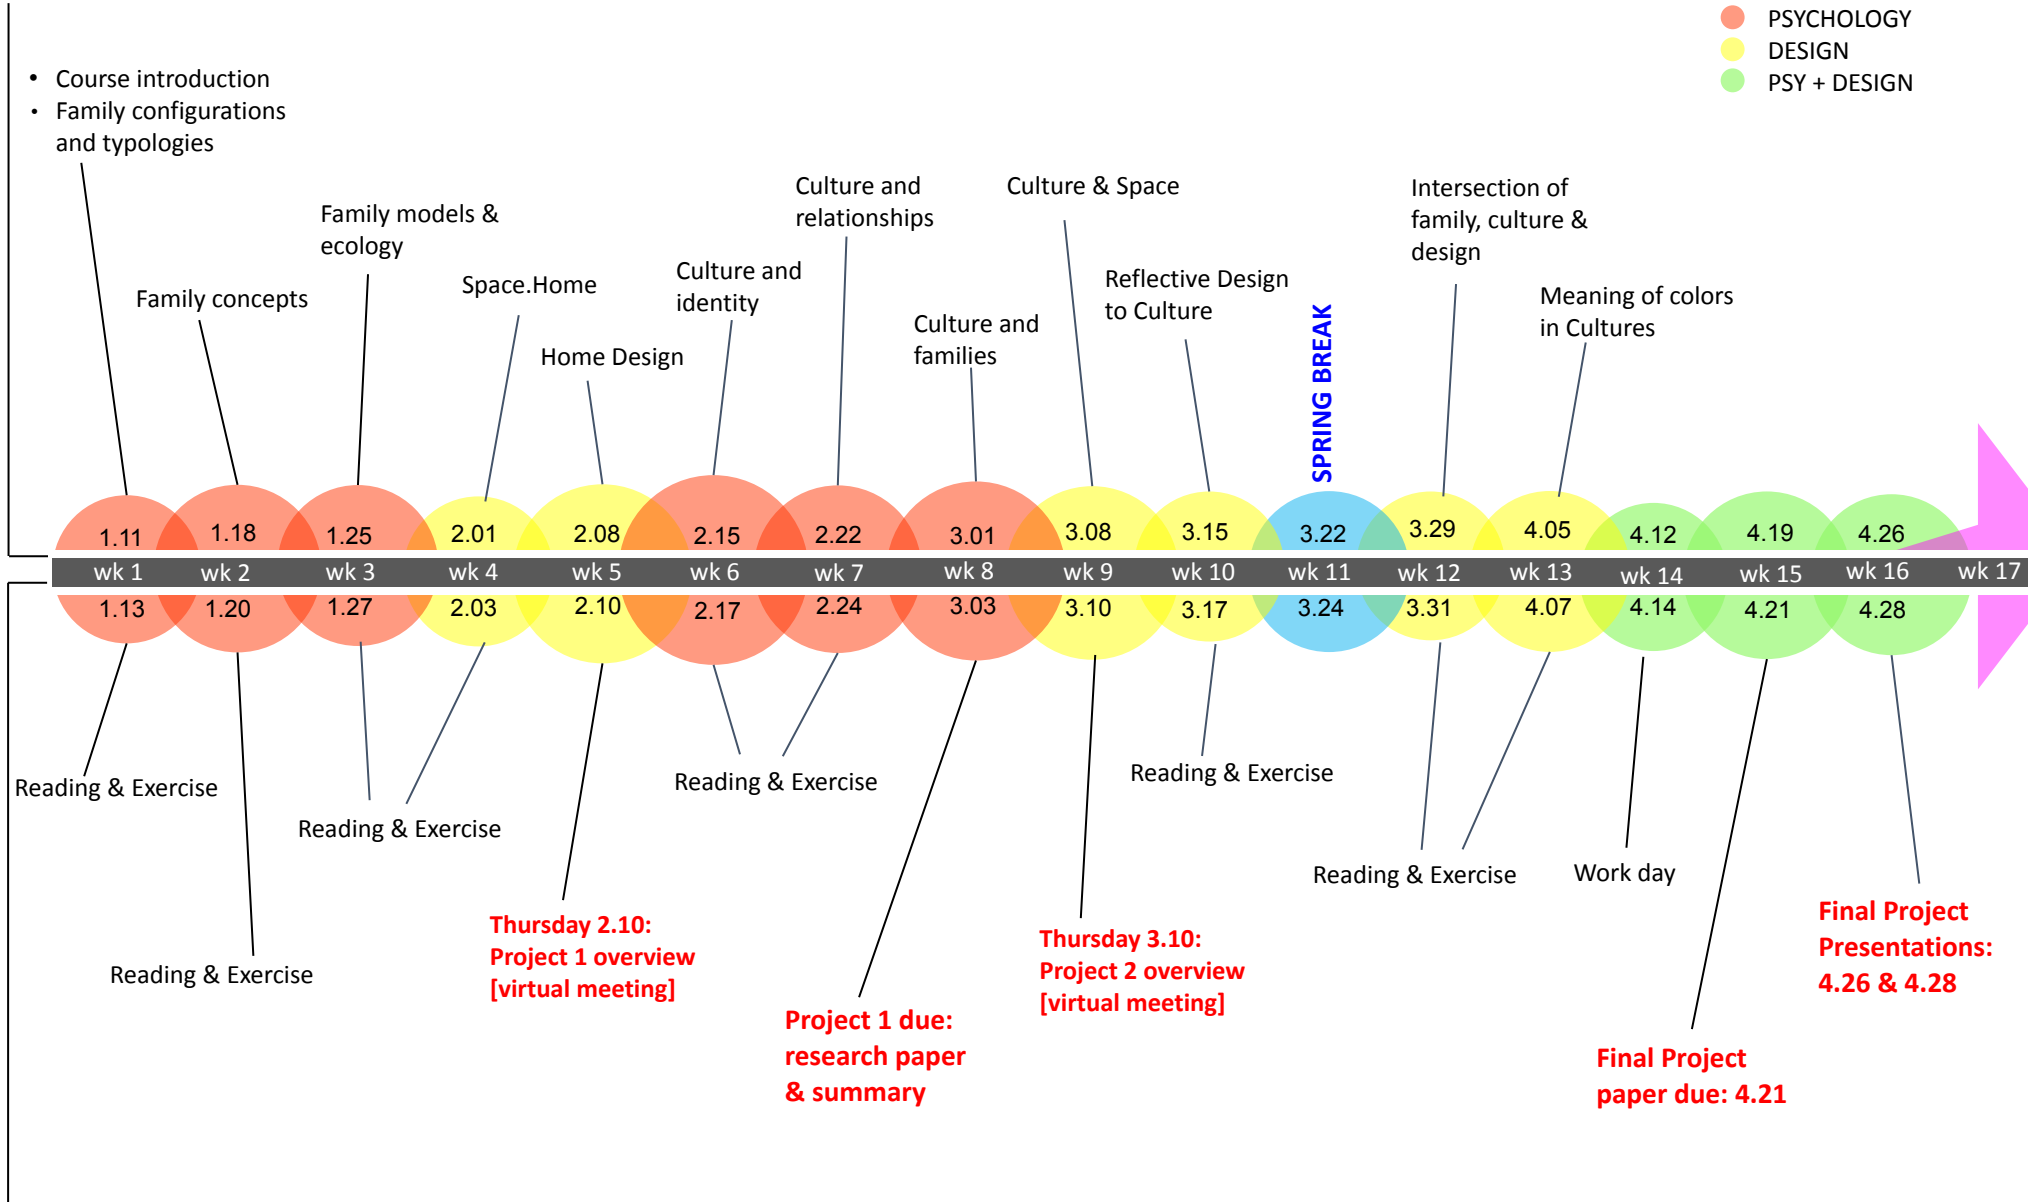 PSYCHOLOGY
DESIGN
PSY + DESIGN
• Course introduction
• Family configurations
and typologies
Family concepts
Family models &
ecology
Space.Home
Home Design
Culture and
identity
Culture and
relationships
Culture and
families
Culture & Space
Reflective Design
to Culture
SPRING BREAK
Intersection of
family, culture &
design
Meaning of colors
in Cultures
1.11 1.18 1.25 2.01 2.08 2.15 2.22 3.01 3.08 3.15 3.22 3.29 4.05 4.12 4.19 4.26
wk 1 wk 2 wk 3 wk 4 wk 5 wk 6 wk 7 wk 8 wk 9 wk 10 wk 11 wk 12 wk 13 wk 14 wk 15 wk 16 wk 17
1.13 1.20 1.27 2.03 2.10 2.17 2.24 3.03 3.10 3.17 3.24 3.31 4.07 4.14 4.21 4.28
Reading & Exercise
Reading & Exercise
Reading & Exercise
Thursday 2.10:
Project 1 overview
[virtual meeting]
Reading & Exercise
Project 1 due:
research paper
& summary
Thursday 3.10:
Project 2 overview
[virtual meeting]
Reading & Exercise
Reading & Exercise
Work day
Final Project
paper due: 4.21
Final Project
Presentations:
4.26 & 4.28